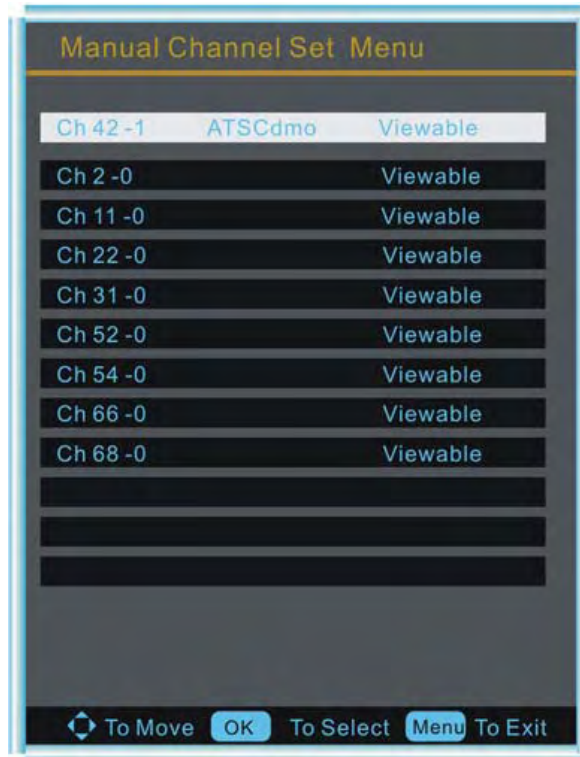 Manual Channel Set Menu
Ch 42 -1 ATSCdmo Viewable
Ch 2 -0 Viewable
Ch 11 -0 Viewable
Ch 22 -0 Viewable
Ch 31 -0 Viewable
Ch 52 -0 Viewable
Ch 54 -0 Viewable
Ch 66 -0 Viewable
Ch 68 -0 Viewable
To Move OK To Select Menu To Exit